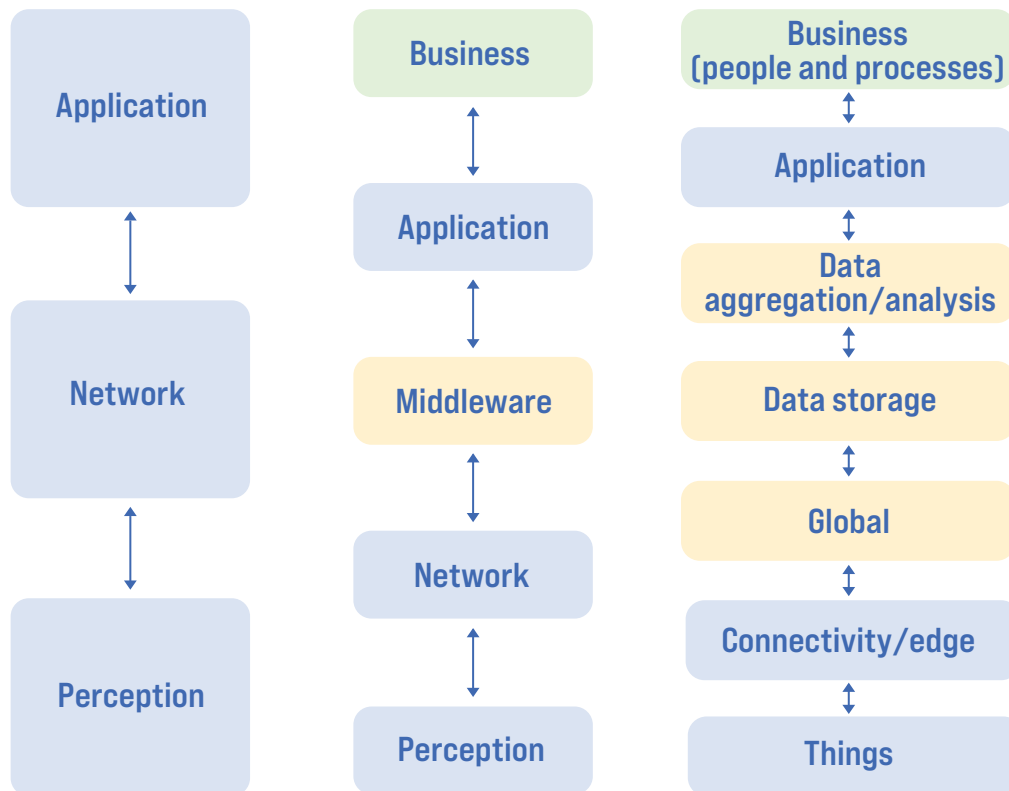 Application
Network
Perception
Business
Application
Middleware
Network
Perception
Business
(people and processes)
Application
Data
aggregation/analysis
Data storage
Global
Connectivity/edge
Things